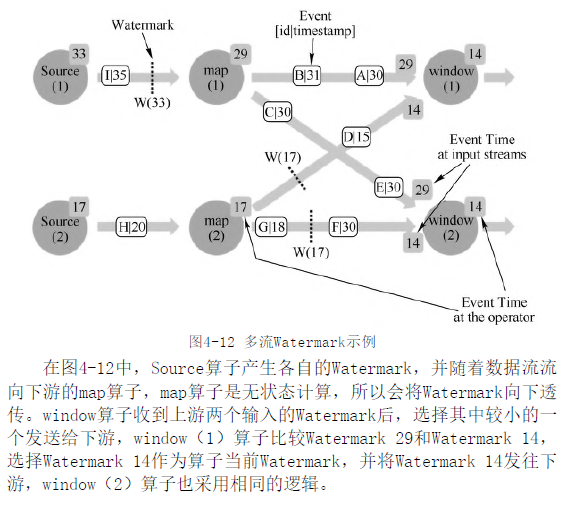 Watermark
Event
[id|timestamp]
33
29
14
Source
(1)
I|35
W(33)
map
(1)
B|31
A|30
29
window
(1)
C|30
D|15
14
W(17)
Event Time
at input streams
E|30
29
17
17
14
Source
(2)
H|20
map
(2)
G|18
F|30
W(17)
14
window
(2)
Event Time
at the operator
图4-12 多流Watermark示例
在图4-12中，Source算子产生各自的Watermark，并随着数据流流
向下游的map算子，map算子是无状态计算，所以会将Watermark向下透
传。window算子收到上游两个输入的Watermark后，选择其中较小的一
个发送给下游，window（1）算子比较Watermark 29和Watermark 14，
选择Watermark 14作为算子当前Watermark，并将Watermark 14发往下
游，window（2）算子也采用相同的逻辑。